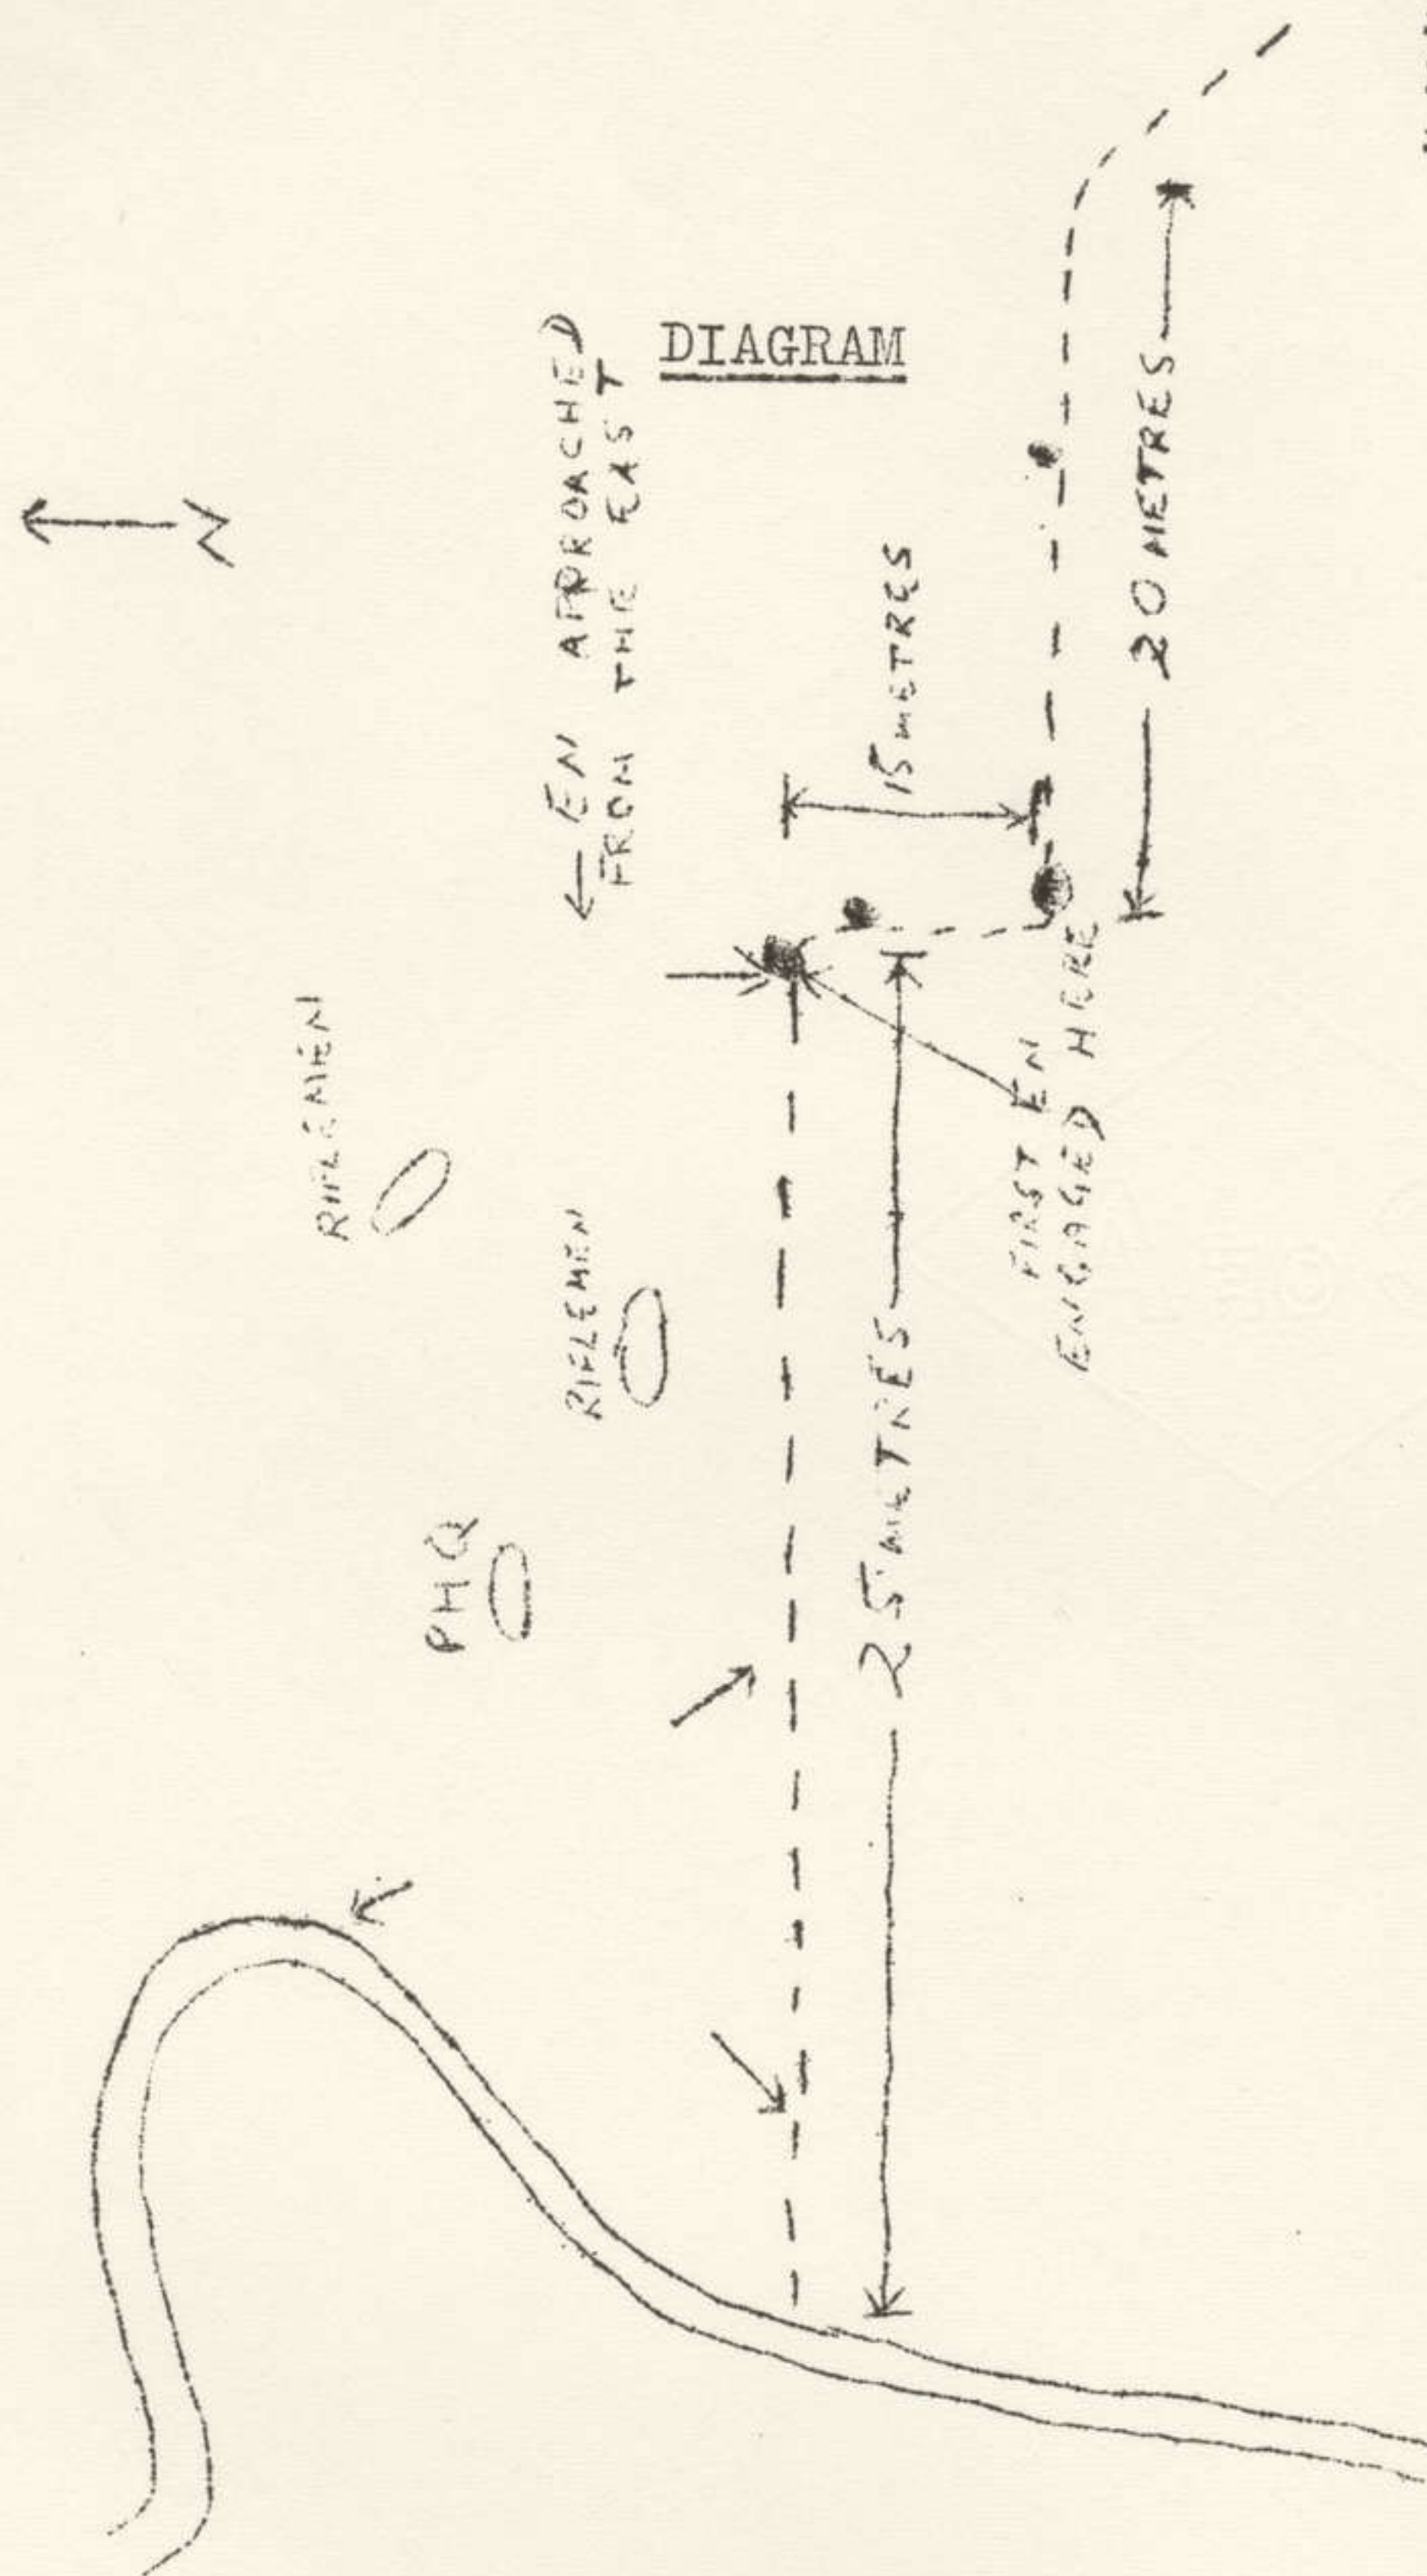 DIAGRAM
N
← EN APPROACHED
FROM THE EAST
20 METRES
15 METRES
RIFLEMEN
RIFLEMEN
FIRST EN
ENGAGED HERE
25 METRES
PHQ